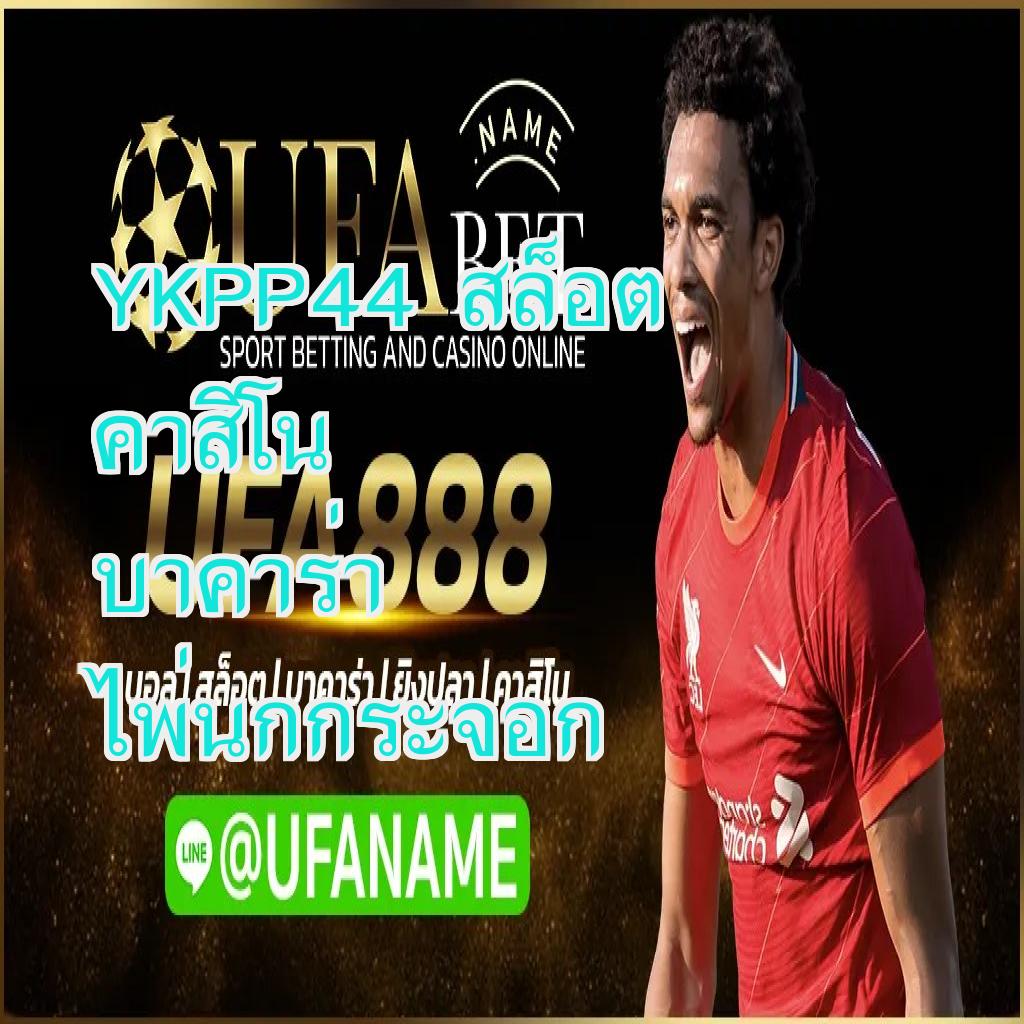 .NAME
UFA
BET
YKPP44 สล็อต
SPORT BETTING AND CASINO ONLINE
คาสิโน
UFA888
บาคาร่า
บอล | สล็อต | บาคาร่า | ยิงปลา | คาสิโน
ไพ่นกกระจอก
LINE @UFANAME